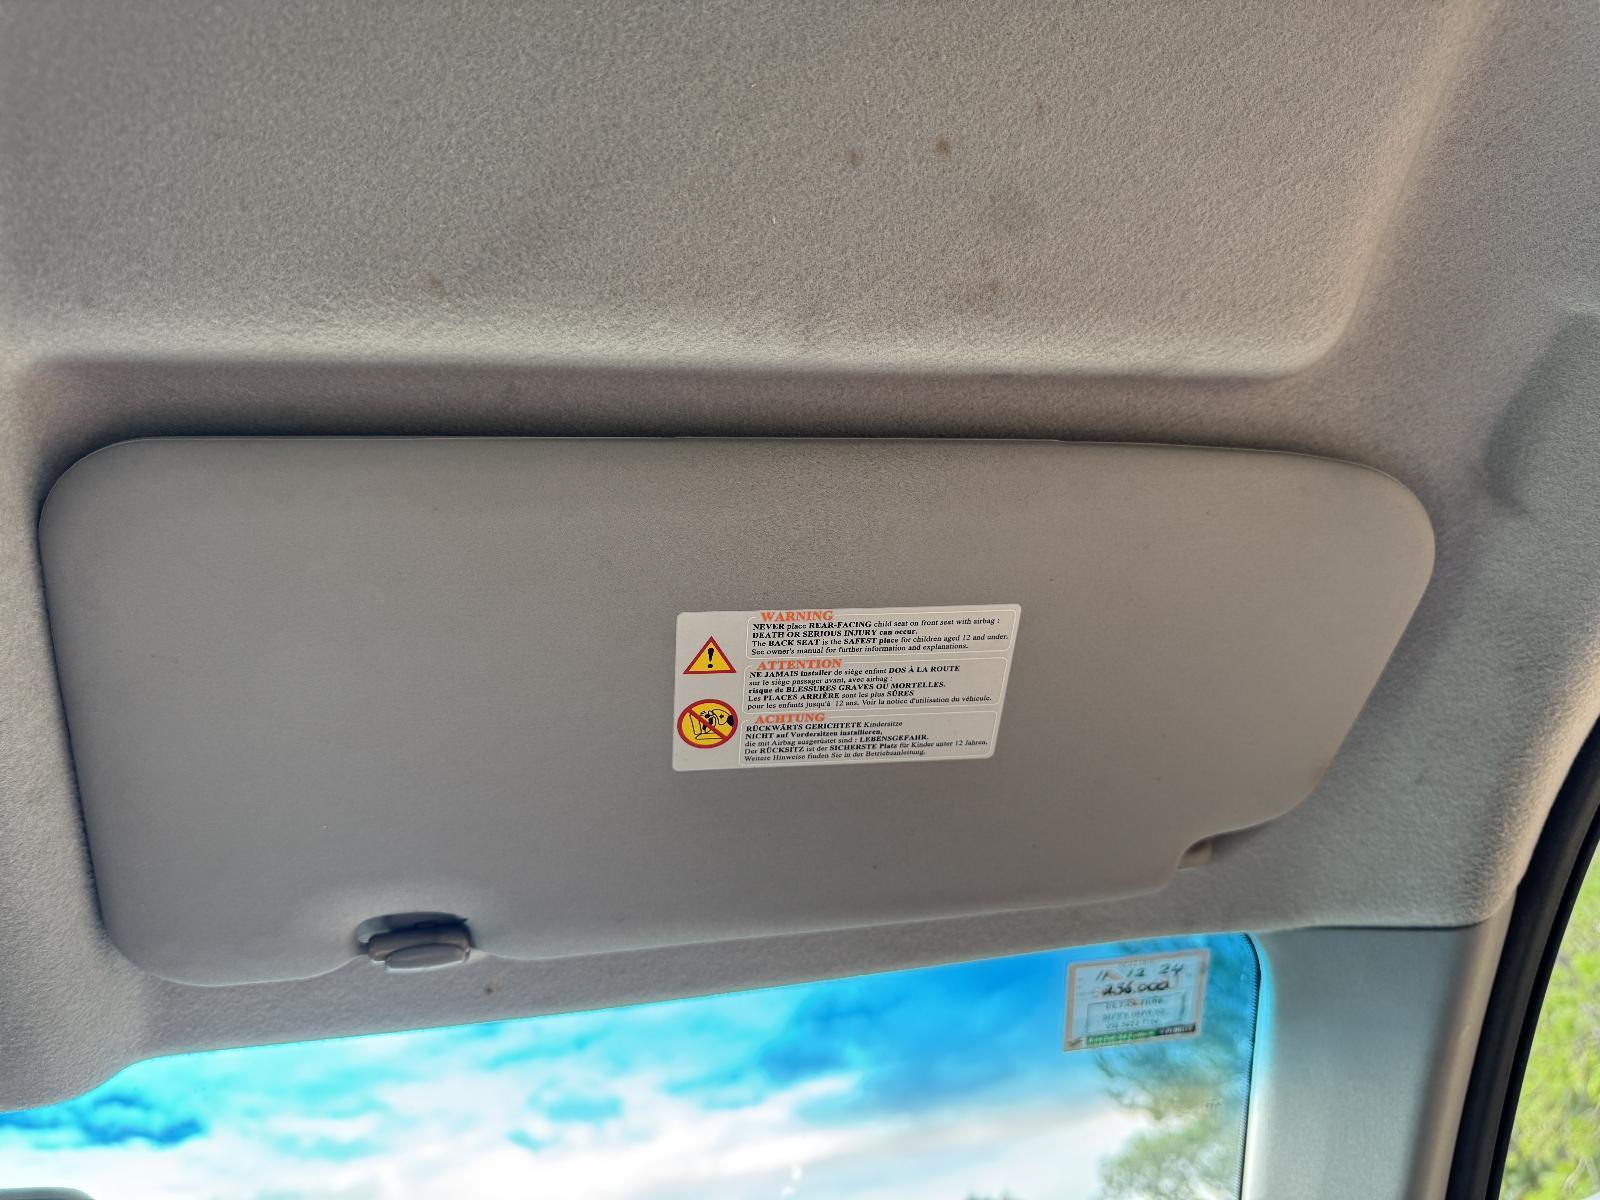 WARNING
NEVER place REAR-FACING child seat on front seat with airbag :
DEATH OR SERIOUS INJURY can occur.
The BACK SEAT is the SAFEST place for children aged 12 and under.
See owner's manual for further information and explanations.
ATTENTION
NE JAMAIS installer de siège enfant DOS À LA ROUTE
sur le siège passager avant, avec airbag :
risque de BLESSURES GRAVES OU MORTELLES.
Les PLACES ARRIÈRE sont les plus SÛRES
pour les enfants jusqu'à 12 ans. Voir la notice d'utilisation du véhicule.
ACHTUNG
RÜCKWÄRTS GERICHTETE Kindersitze
NICHT auf Vordersitzen installieren,
die mit Airbag ausgerüstet sind : LEBENSGEFAHR.
Der RÜCKSITZ ist der SICHERSTE Platz für Kinder unter 12 Jahren.
Weitere Hinweise finden Sie in der Betriebsanleitung.
12 24
256.000